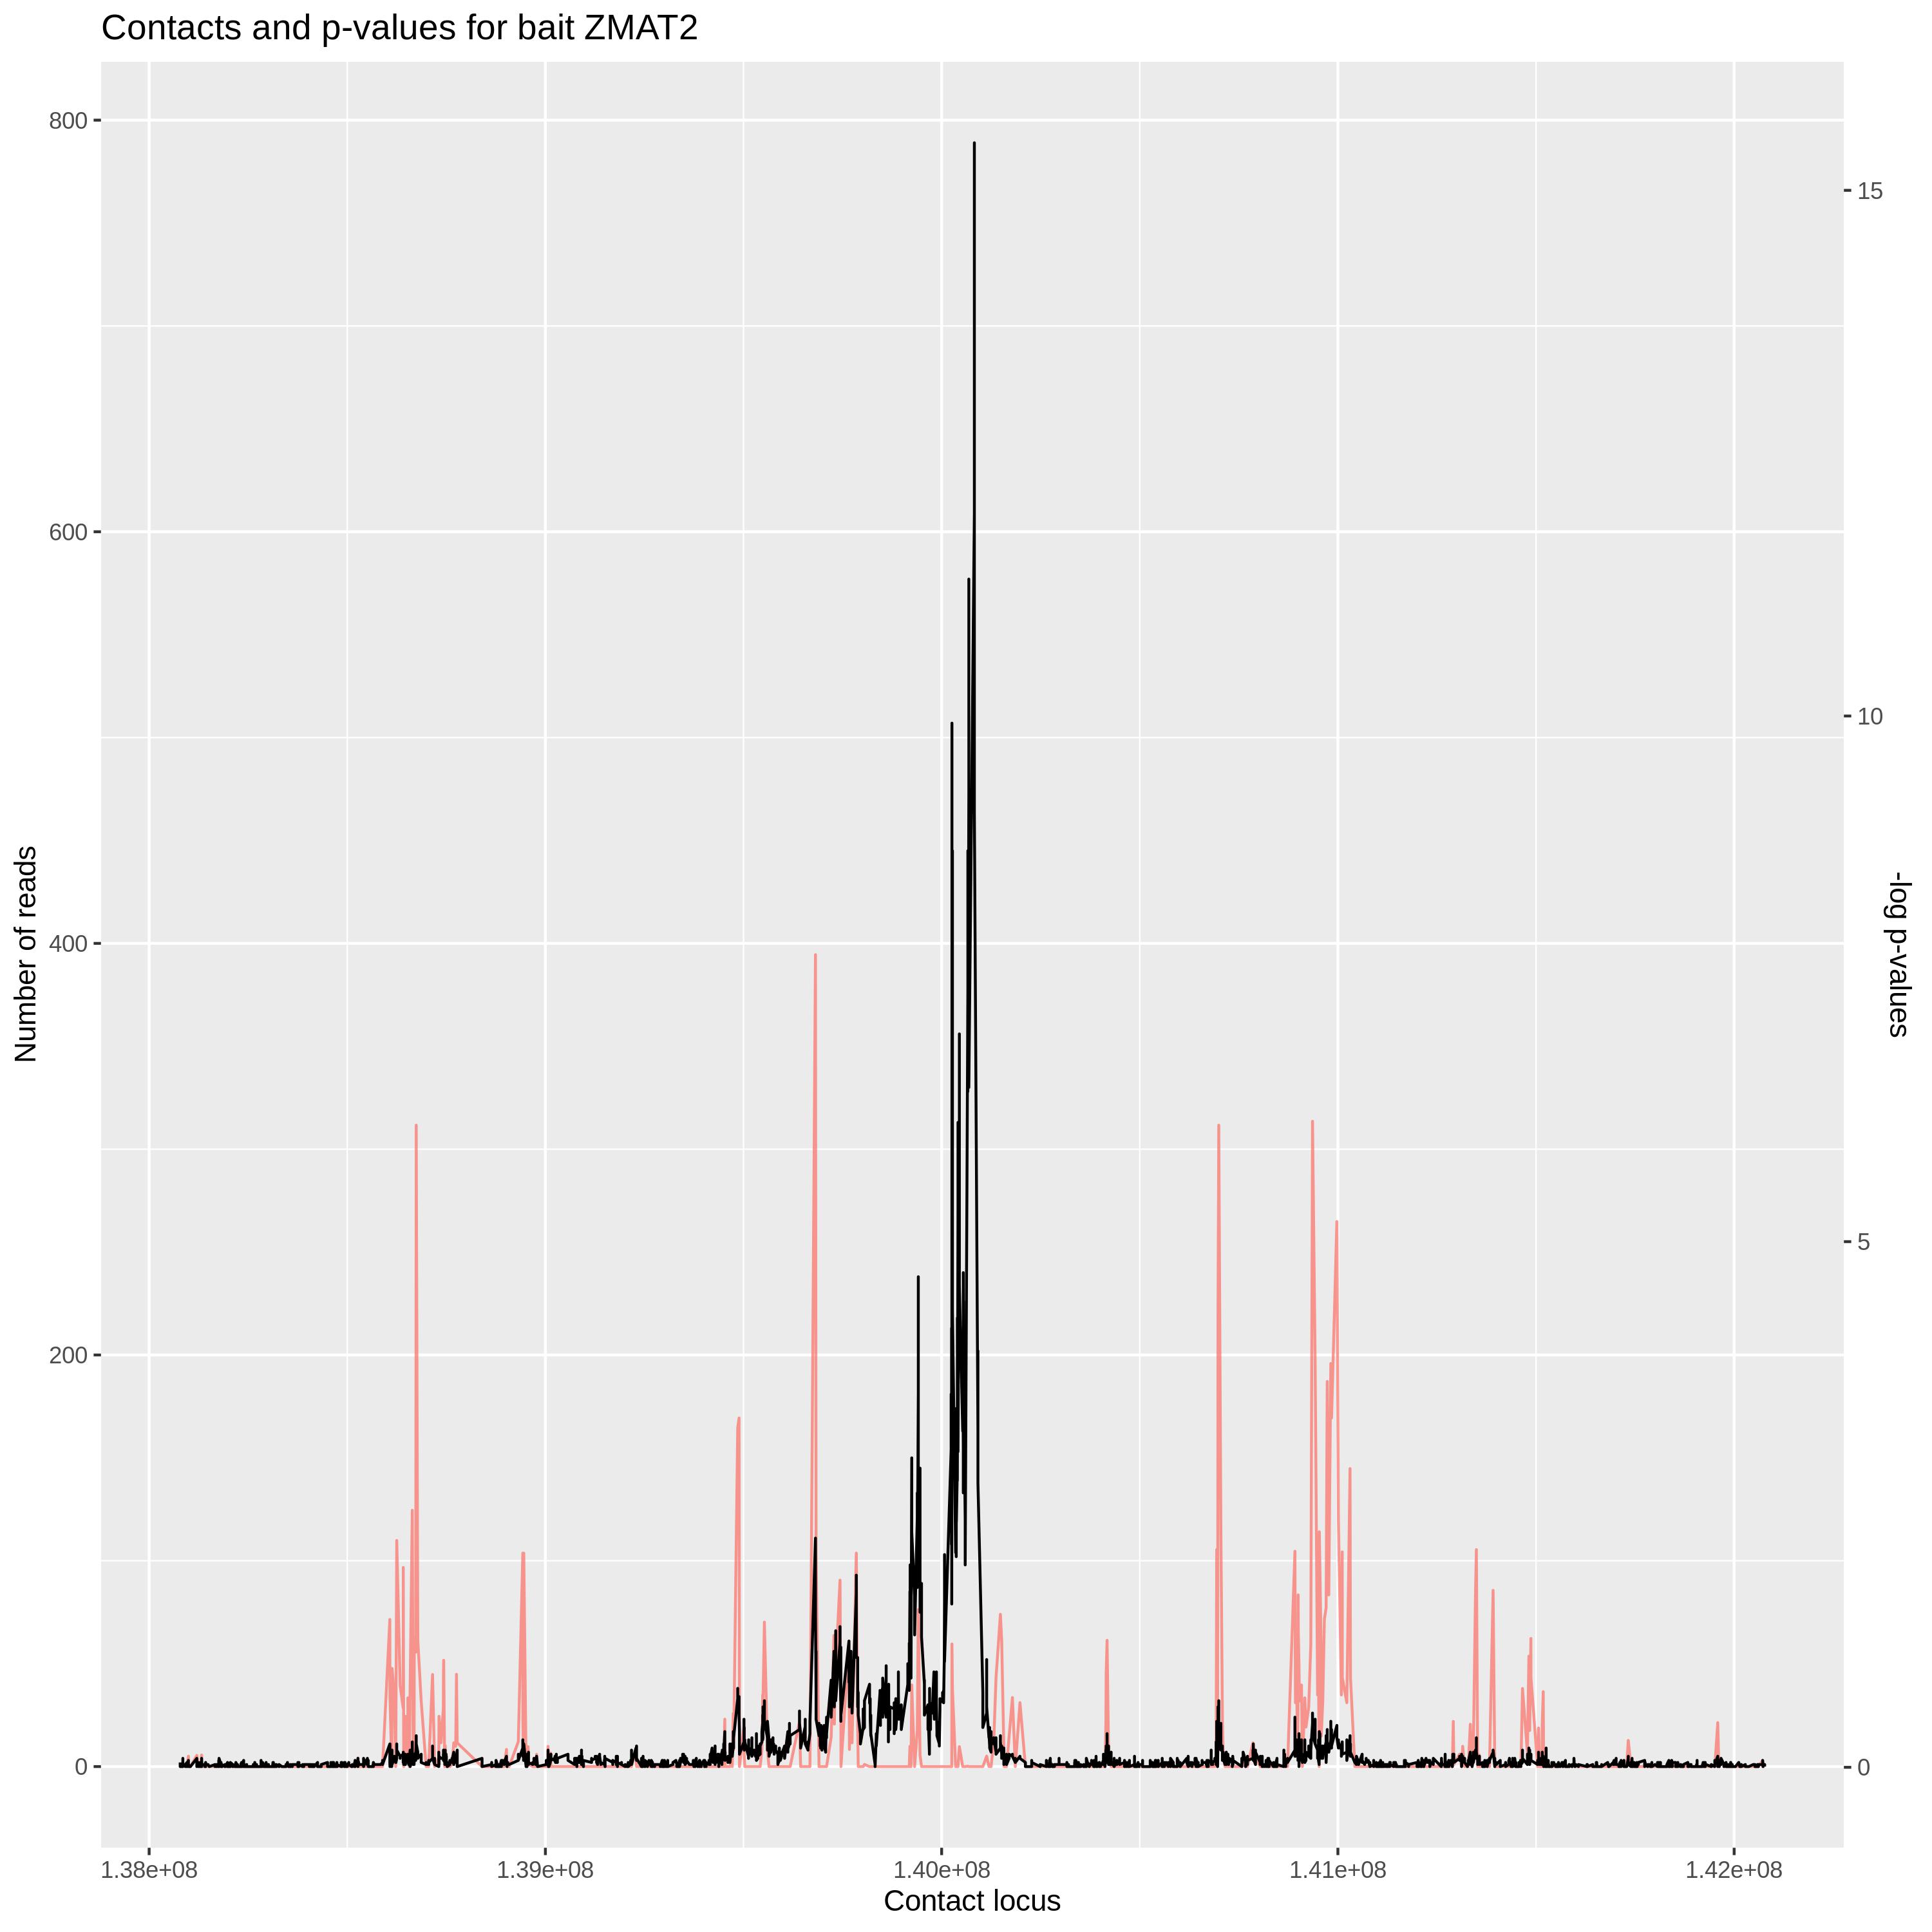 Contacts and p-values for bait ZMAT2
800
600
400
200
0
Number of reads
15
10
5
0
-log p-values
1.38e+08
1.39e+08
1.40e+08
1.41e+08
1.42e+08
Contact locus